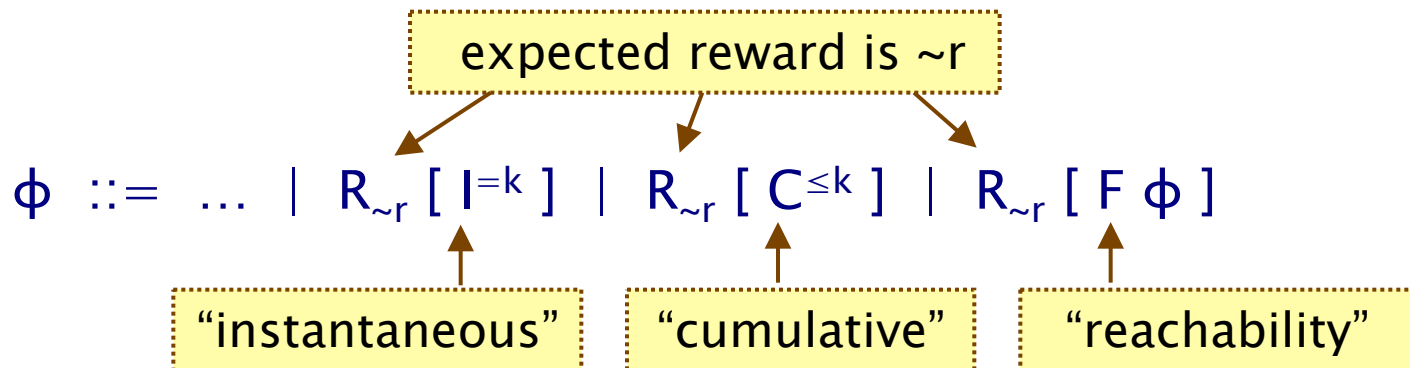 expected reward is ~r
ϕ ::= … | R~r [ I=k ] | R~r [ C≤k ] | R~r [ F ϕ ]
“instantaneous” “cumulative” “reachability”